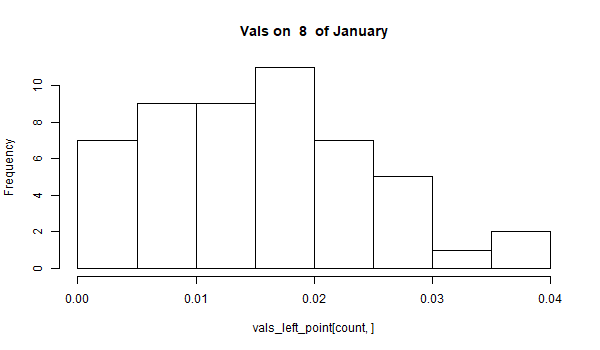 Vals on  8  of January
Frequency
10
8
6
4
2
0
0.00 0.01 0.02 0.03 0.04
vals_left_point[count, ]